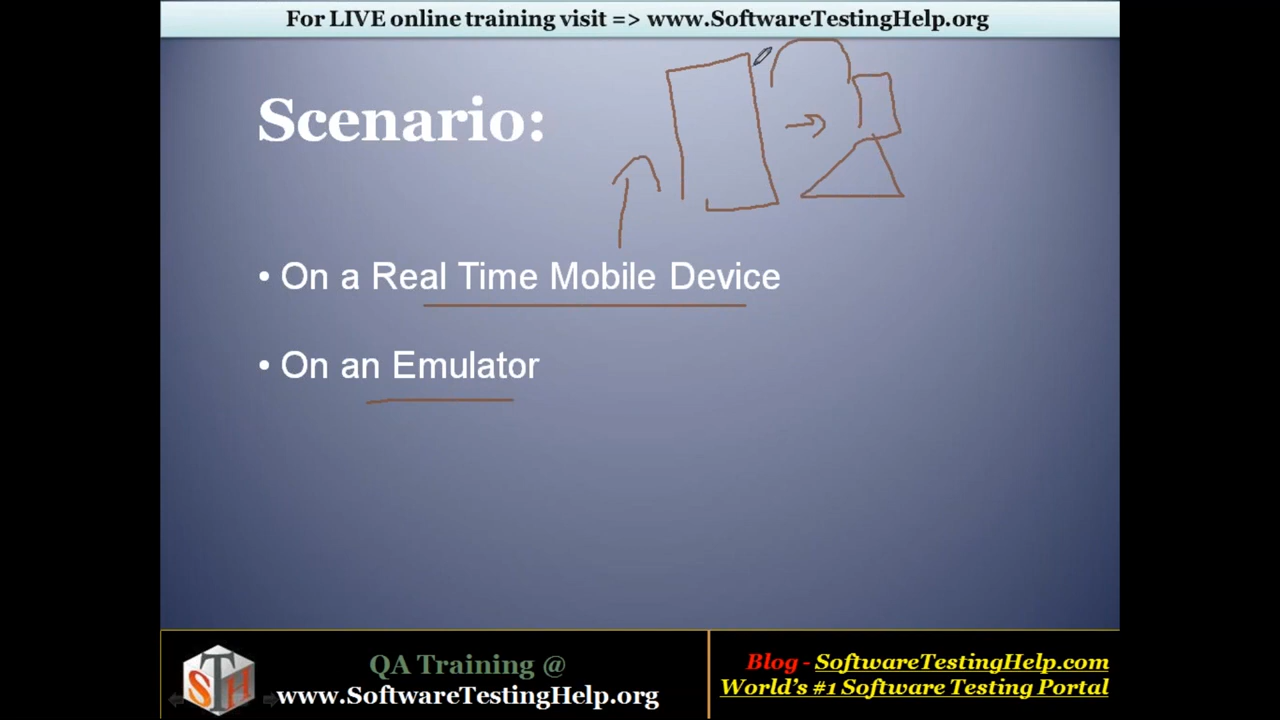 For LIVE online training visit => www.SoftwareTestingHelp.org
Scenario:
• On a Real Time Mobile Device
• On an Emulator
STH
QA Training @
www.SoftwareTestingHelp.org
Blog - SoftwareTestingHelp.com
World's #1 Software Testing Portal